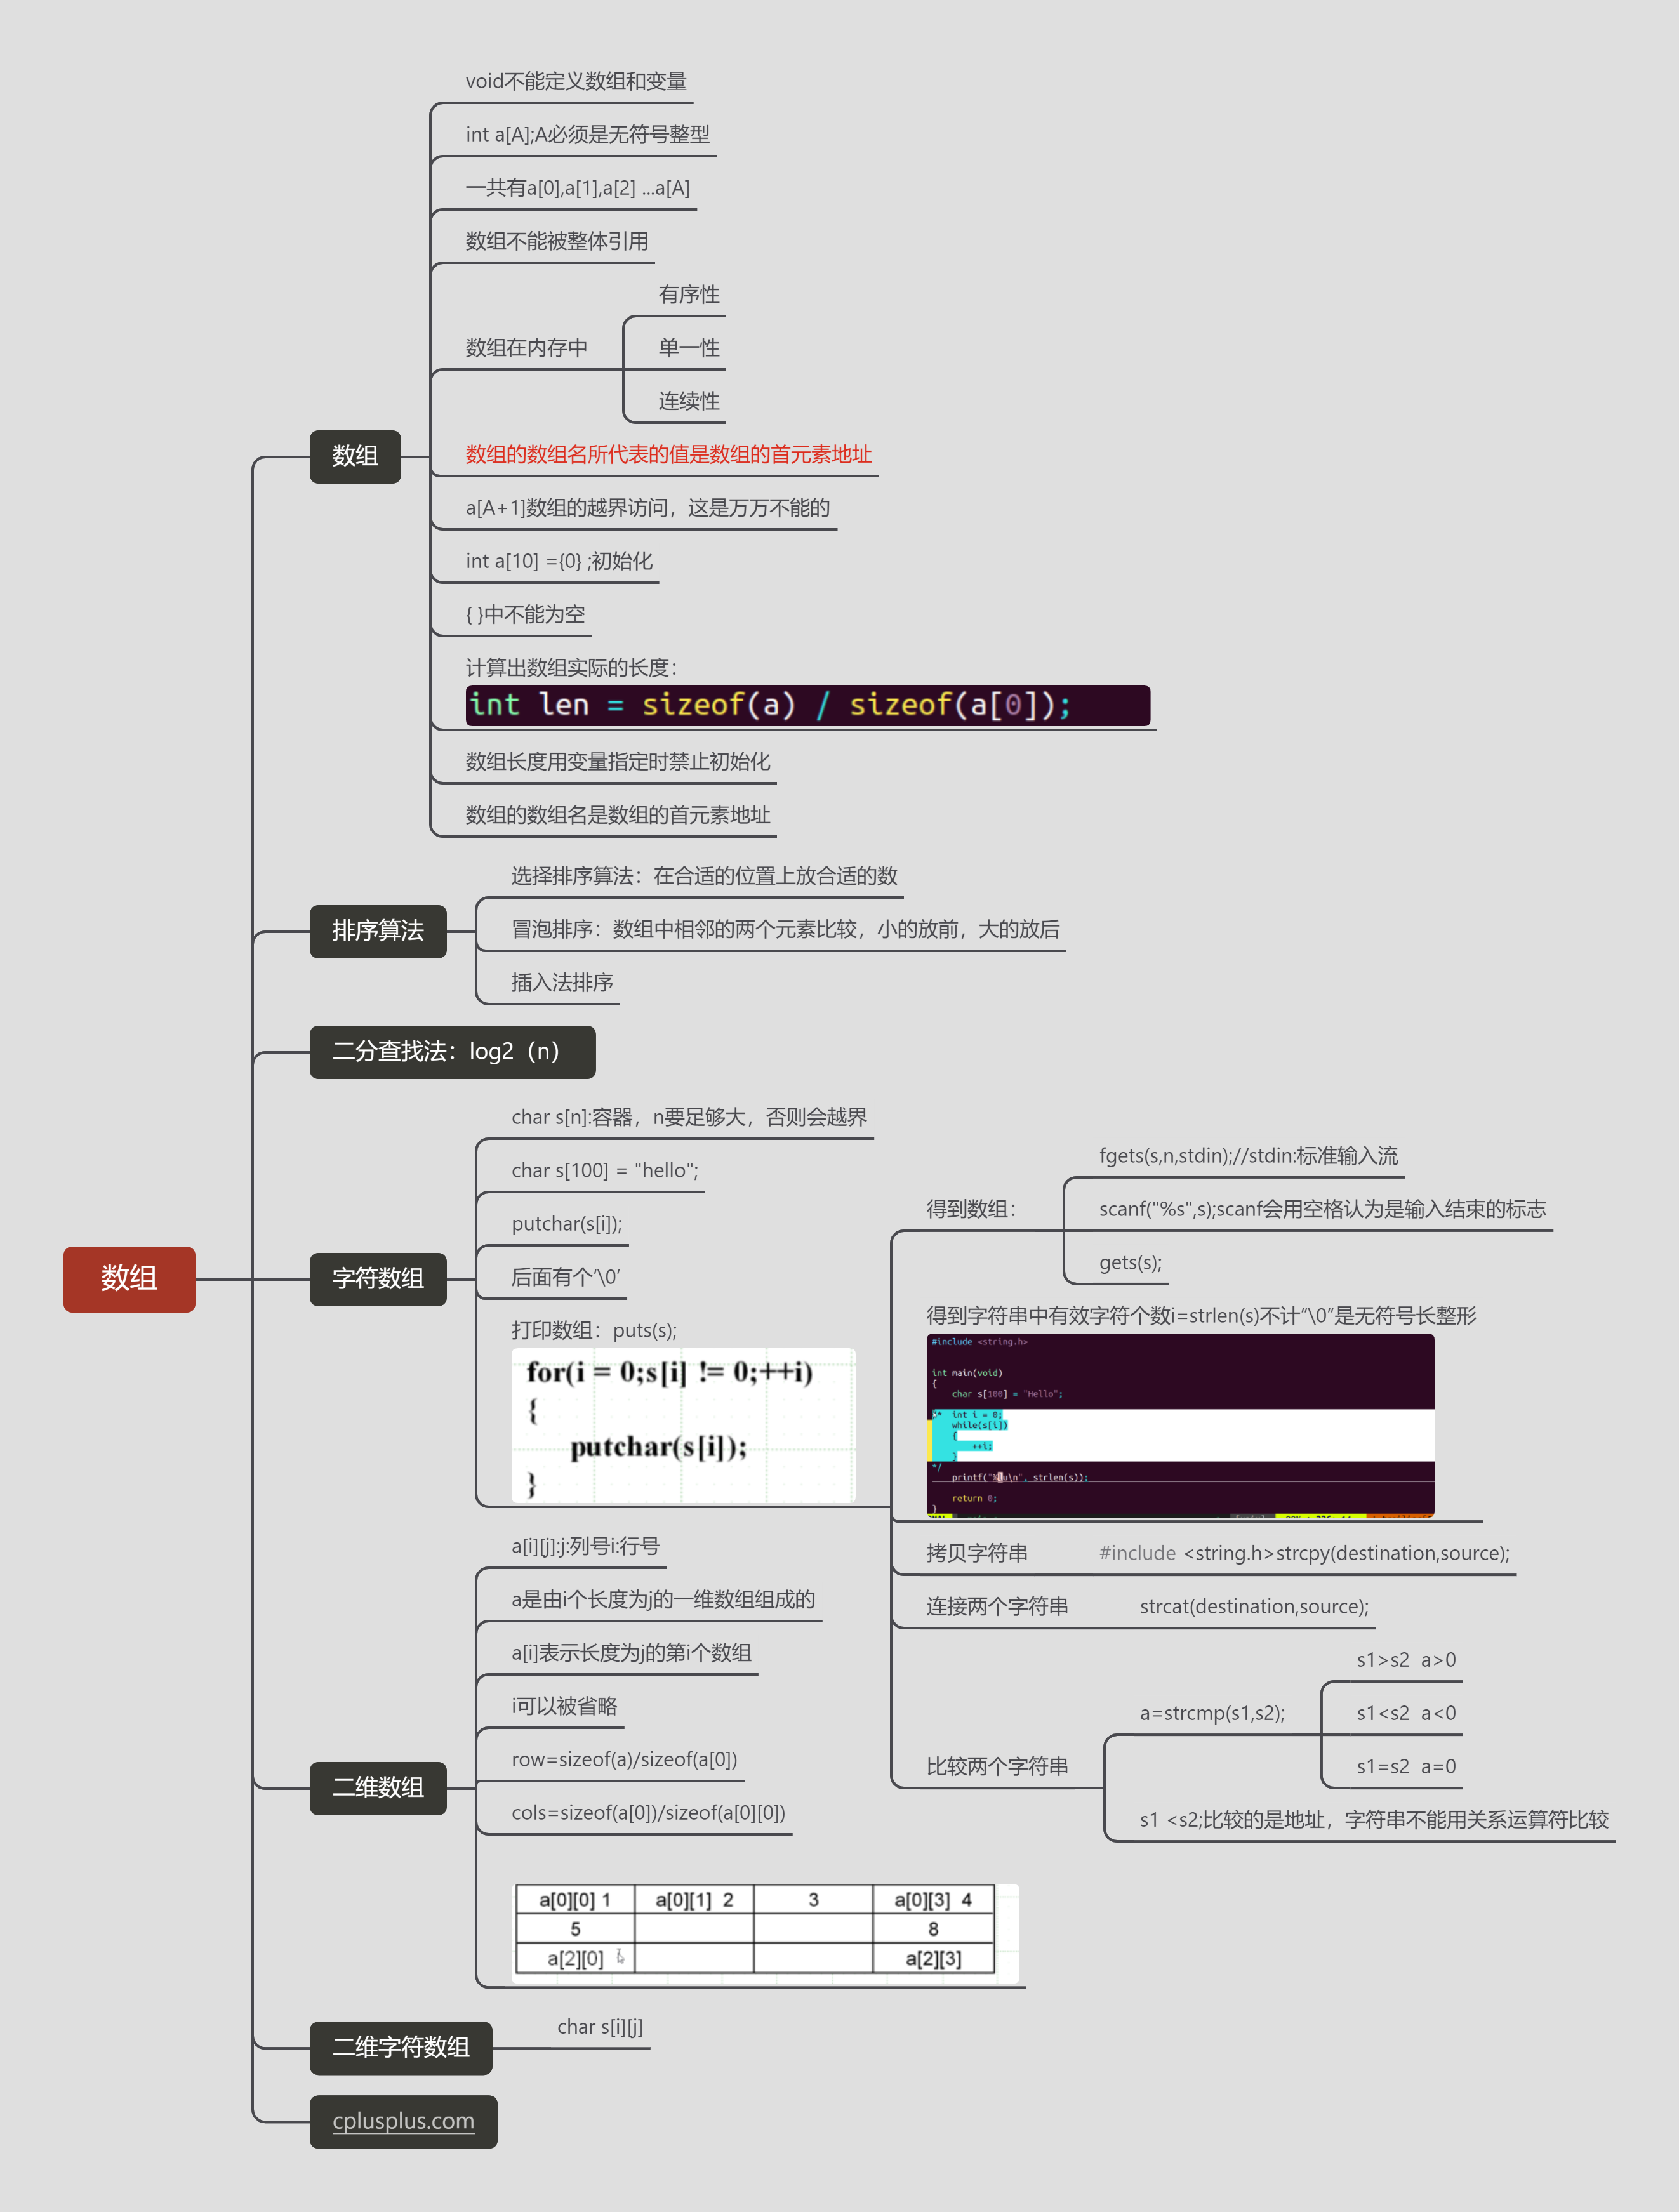 void不能定义数组和变量
int a[A];A必须是无符号整型
一共有a[0],a[1],a[2] ...a[A]
数组不能被整体引用
数组在内存中
有序性
单一性
连续性
数组
数组的数组名所代表的值是数组的首元素地址
a[A+1]数组的越界访问，这是万万不能的
int a[10] ={0} ;初始化
{ }中不能为空
计算出数组实际的长度：
int len = sizeof(a) / sizeof(a[0]);
数组长度用变量指定时禁止初始化
数组的数组名是数组的首元素地址
排序算法
选择排序算法：在合适的位置上放合适的数
冒泡排序：数组中相邻的两个元素比较，小的放前，大的放后
插入法排序
二分查找法：log2（n）
数组
字符数组
char s[n]:容器，n要足够大，否则会越界
char s[100] = "hello";
putchar(s[i]);
后面有个‘\0’
打印数组：puts(s);
for(i = 0;s[i] != 0;++i)
{
putchar(s[i]);
}
得到数组：
fgets(s,n,stdin);//stdin:标准输入流
scanf("%s",s);scanf会用空格认为是输入结束的标志
gets(s);
得到字符串中有效字符个数i=strlen(s)不计“\0”是无符号长整形
#include <string.h>
int main(void)
{
char s[100] = "Hello";
/* int i = 0;
while(s[i])
{
++i;
}
*/
printf("%lu\n", strlen(s));
return 0;
}
拷贝字符串
#include <string.h>strcpy(destination,source);
连接两个字符串
strcat(destination,source);
比较两个字符串
a=strcmp(s1,s2);
s1>s2 a>0
s1<s2 a<0
s1=s2 a=0
s1 <s2;比较的是地址，字符串不能用关系运算符比较
二维数组
a[i][j]:j:列号i:行号
a是由i个长度为j的一维数组组成的
a[i]表示长度为j的第i个数组
i可以被省略
row=sizeof(a)/sizeof(a[0])
cols=sizeof(a[0])/sizeof(a[0][0])
a[0][0] 1 a[0][1] 2 3 a[0][3] 4
5 8
a[2][0] a[2][3]
二维字符数组
char s[i][j]
cplusplus.com